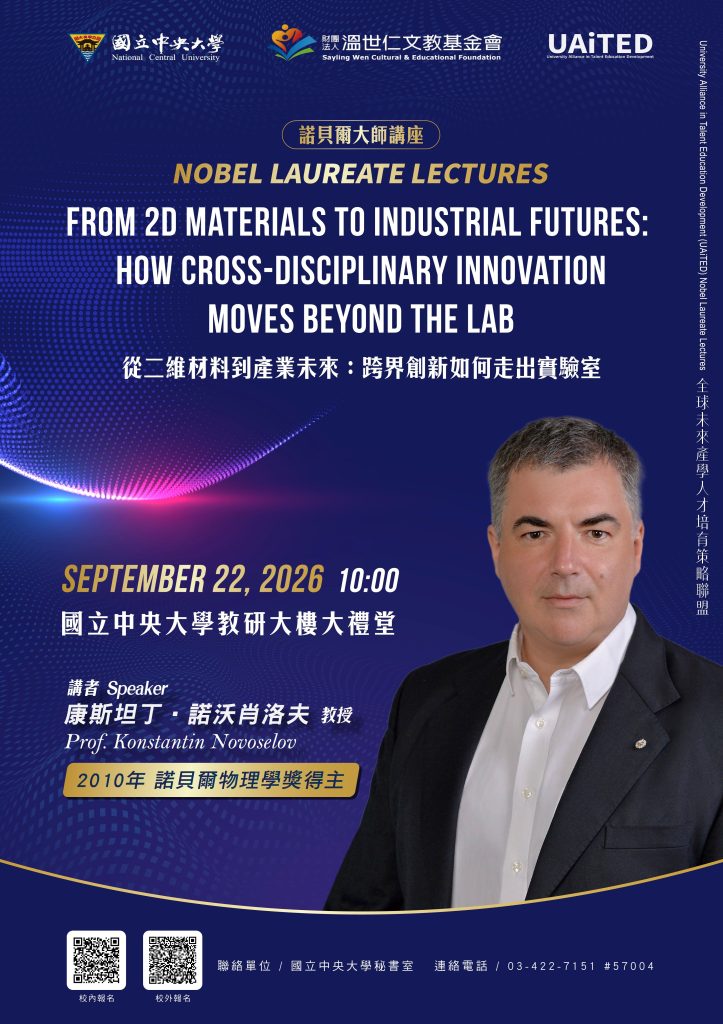 國立中央大學
National Central University
財團法人 溫世仁文教基金會
Sayling Wen Cultural & Educational Foundation
UAiTED
University Alliance in Talent Education Development
諾貝爾大師講座
NOBEL LAUREATE LECTURES
FROM 2D MATERIALS TO INDUSTRIAL FUTURES:
HOW CROSS-DISCIPLINARY INNOVATION
MOVES BEYOND THE LAB
從二維材料到產業未來：跨界創新如何走出實驗室
University Alliance in Talent Education Development (UAiTED) Nobel Laureate Lectures 全球未來產學人才培育策略聯盟
SEPTEMBER 22, 2026 10:00
國立中央大學教研大樓大禮堂
講者 Speaker
康斯坦丁·諾沃肖洛夫 教授
Prof. Konstantin Novoselov
2010年 諾貝爾物理學獎得主
聯絡單位 / 國立中央大學秘書室 連絡電話 / 03-422-7151 #57004
校內報名 校外報名